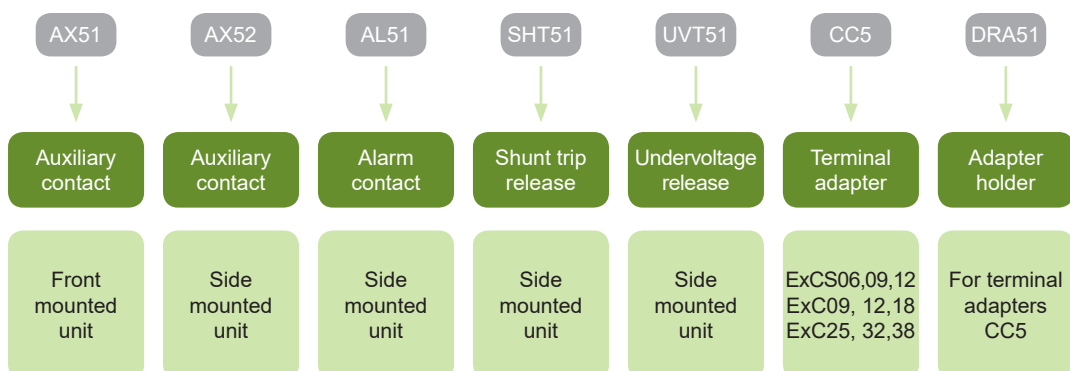 AX51
AX52
AL51
SHT51
UVT51
CC5
DRA51
Auxiliary
contact
Auxiliary
contact
Alarm
contact
Shunt trip
release
Undervoltage
release
Terminal
adapter
Adapter
holder
Front
mounted
unit
Side
mounted
unit
Side
mounted
unit
Side
mounted
unit
Side
mounted
unit
ExCS06,09,12
ExC09, 12,18
ExC25, 32,38
For terminal
adapters
CC5